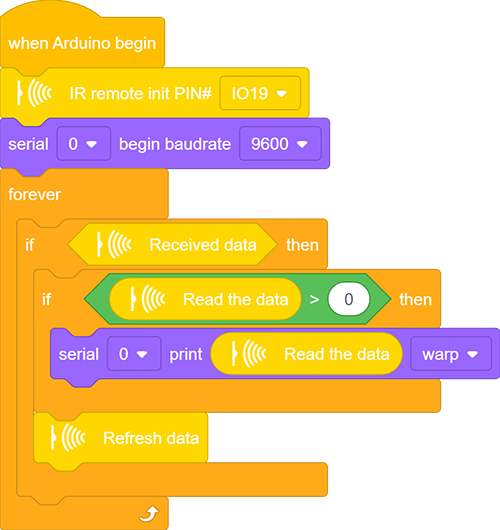 when Arduino begin
IR remote init PIN# IO19
serial 0 begin baudrate 9600
forever
if Received data then
if Read the data > 0 then
serial 0 print Read the data warp
Refresh data